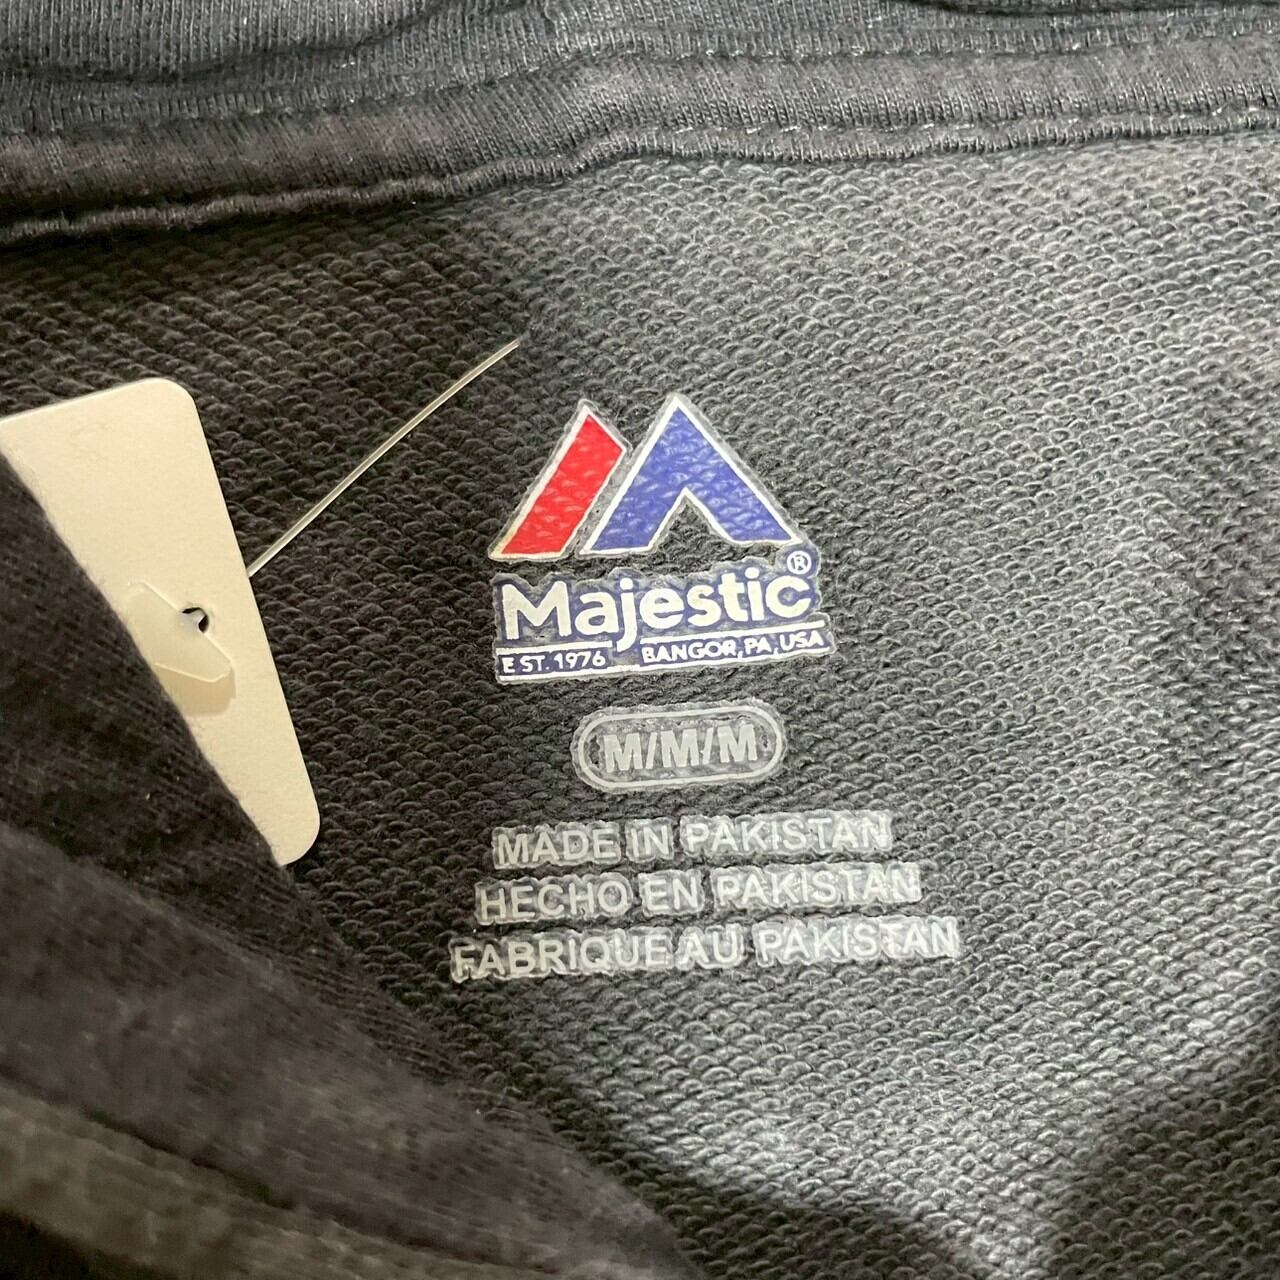 Majestic®
EST. 1976 BANGOR, PA, USA
M/M/M
MADE IN PAKISTAN
HECHO EN PAKISTAN
FABRIQUE AU PAKISTAN